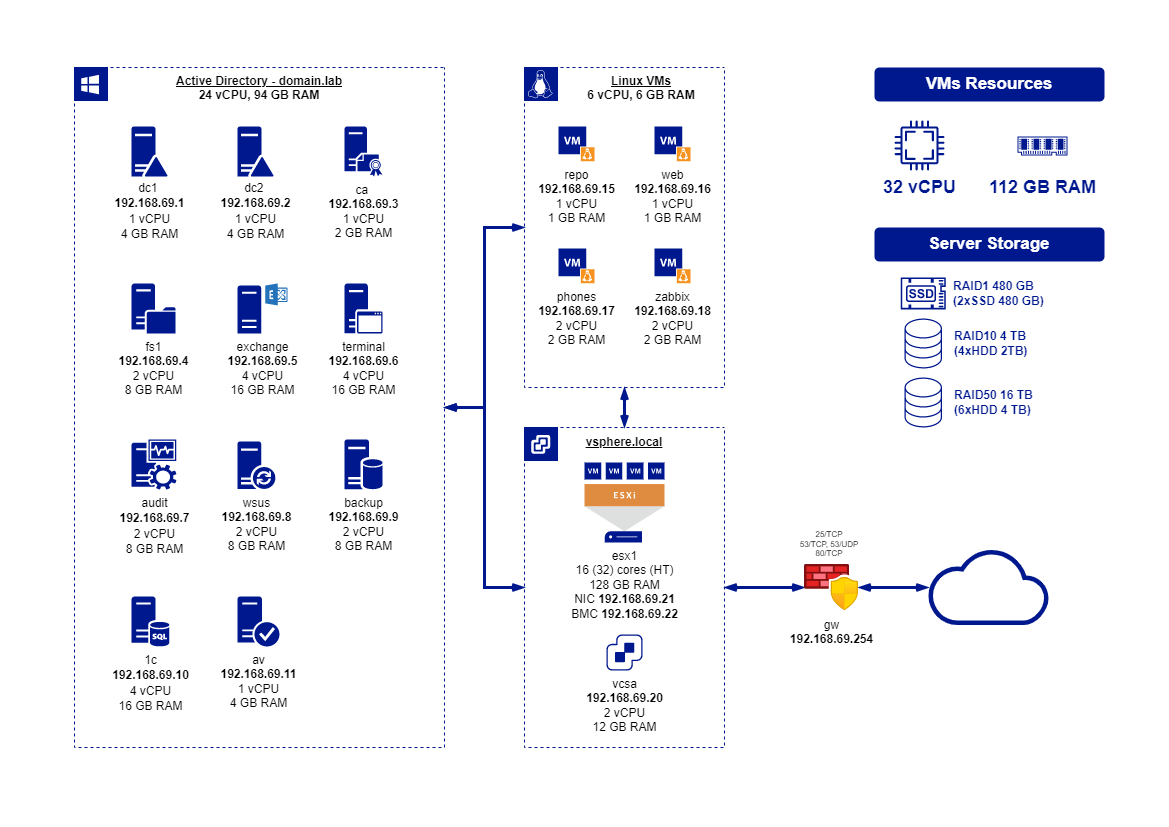 Active Directory - domain.lab
24 vCPU, 94 GB RAM
dc1
192.168.69.1
1 vCPU
4 GB RAM
dc2
192.168.69.2
1 vCPU
4 GB RAM
ca
192.168.69.3
1 vCPU
2 GB RAM
fs1
192.168.69.4
2 vCPU
8 GB RAM
E
exchange
192.168.69.5
4 vCPU
16 GB RAM
terminal
192.168.69.6
4 vCPU
16 GB RAM
audit
192.168.69.7
2 vCPU
8 GB RAM
wsus
192.168.69.8
2 vCPU
8 GB RAM
backup
192.168.69.9
2 vCPU
8 GB RAM
SQL
1c
192.168.69.10
4 vCPU
16 GB RAM
av
192.168.69.11
1 vCPU
4 GB RAM
Linux VMs
6 vCPU, 6 GB RAM
VM
repo
192.168.69.15
1 vCPU
1 GB RAM
VM
web
192.168.69.16
1 vCPU
1 GB RAM
VM
phones
192.168.69.17
2 vCPU
2 GB RAM
VM
zabbix
192.168.69.18
2 vCPU
2 GB RAM
vsphere.local
VM VM VM VM
ESXi
esx1
16 (32) cores (HT)
128 GB RAM
NIC 192.168.69.21
BMC 192.168.69.22
vcsa
192.168.69.20
2 vCPU
12 GB RAM
25/TCP
53/TCP, 53/UDP
80/TCP
gw
192.168.69.254
VMs Resources
32 vCPU
112 GB RAM
Server Storage
SSD
RAID1 480 GB
(2xSSD 480 GB)
RAID10 4 TB
(4xHDD 2TB)
RAID50 16 TB
(6xHDD 4 TB)